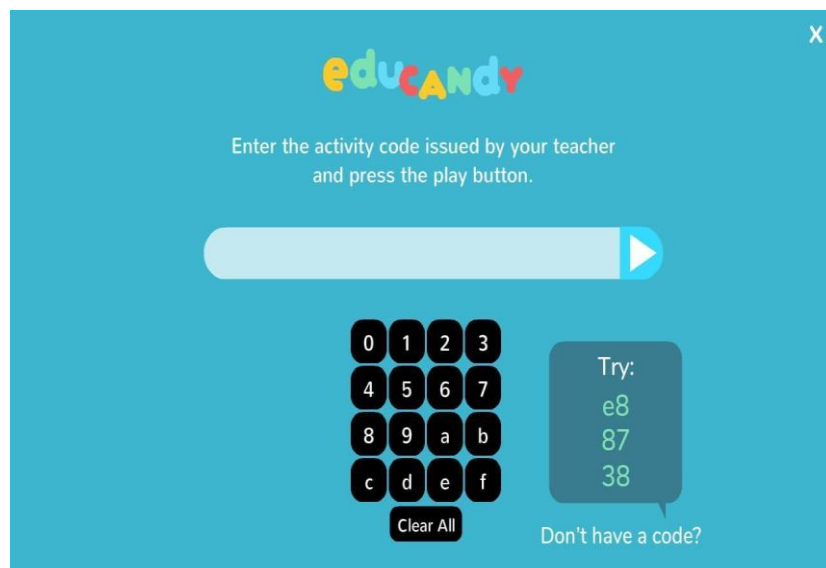 X
eduCANdY
Enter the activity code issued by your teacher
and press the play button.
0 1 2 3
4 5 6 7
8 9 a b
c d e f
Clear All
Try:
e8
87
38
Don't have a code?